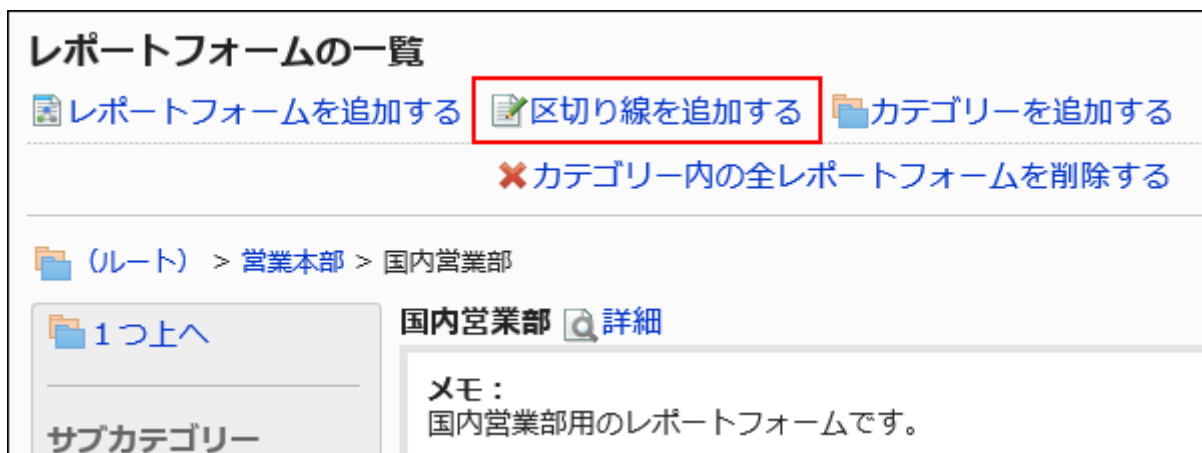 レポートフォームの一覧
レポートフォームを追加する 区切り線を追加する カテゴリーを追加する
カテゴリー内の全レポートフォームを削除する
（ルート） > 営業本部 > 国内営業部
1つ上へ
サブカテゴリー
国内営業部 詳細
メモ：
国内営業部用のレポートフォームです。